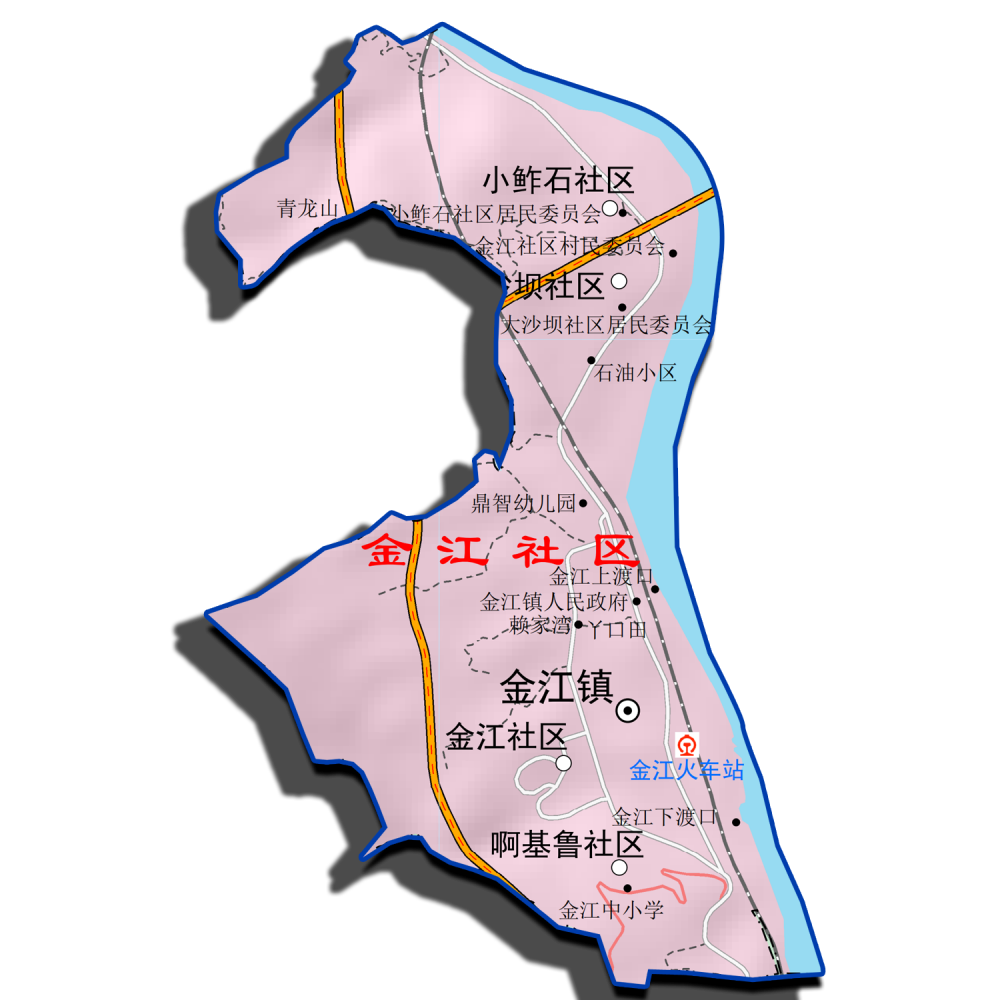 小鲊石社区
青龙山
小鲊石社区居民委员会
金江社区村民委员会
坝社区
大沙坝社区居民委员会
石油小区
鼎智幼儿园
金江社区
金江上渡口
金江镇人民政府
赖家湾
丫口田
金江镇
金江社区
金江火车站
金江下渡口
啊基鲁社区
金江中小学